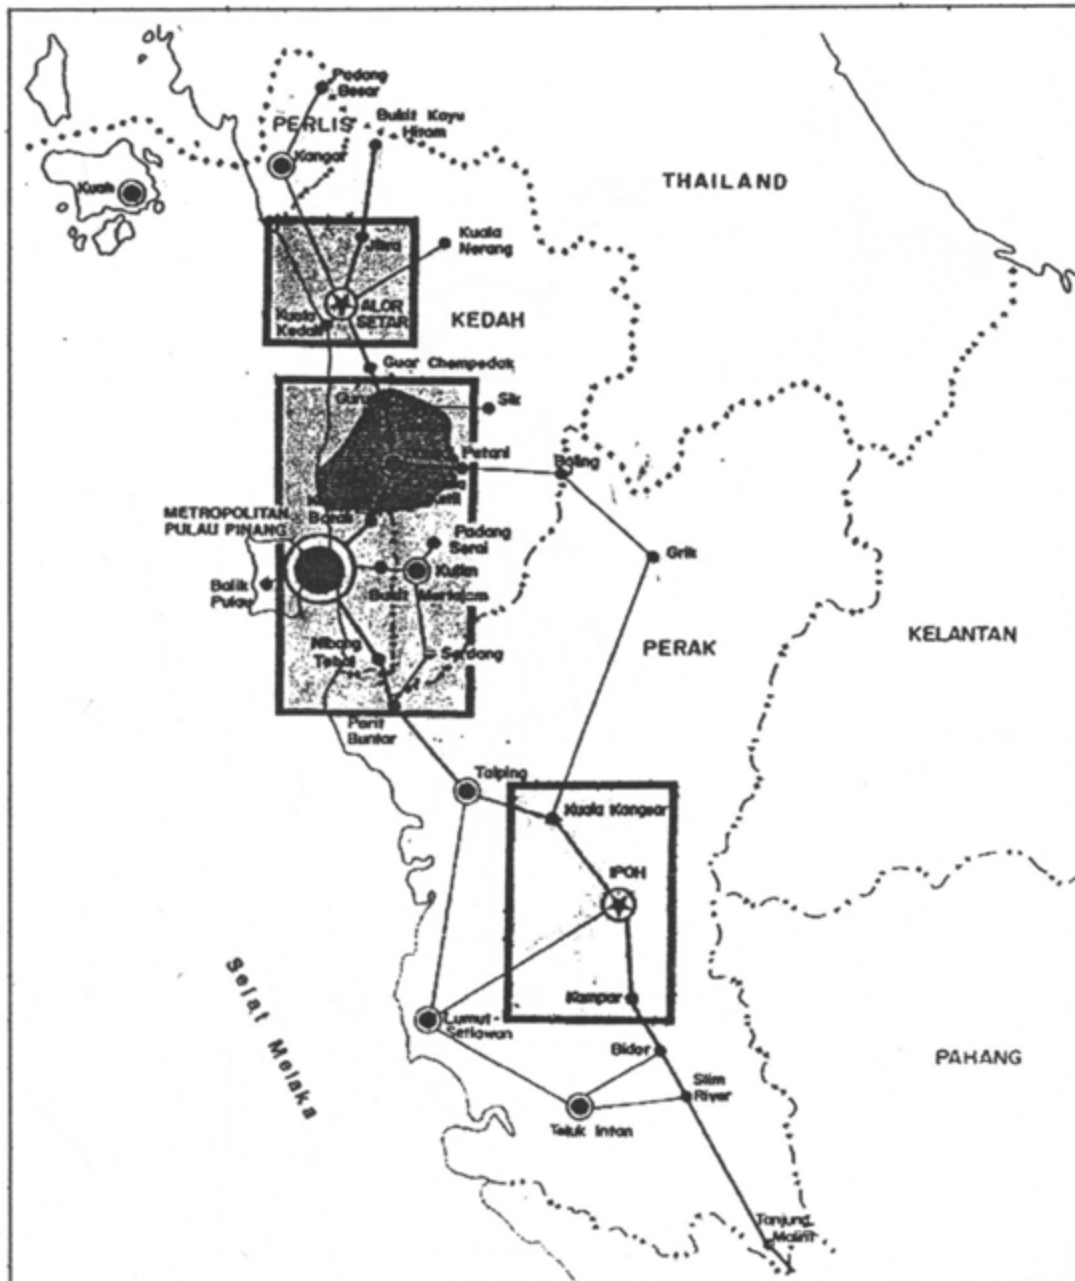 Padang
Besar
PERLIS
Bukit Kayu
Hitam
Kangar
Kuah
THAILAND
Kuala
Nerang
Jitra
ALOR
SETAR
Kuala
Kedah
KEDAH
Guar Chempedak
Sik
Petani
Baling
METROPOLITAN
PULAU PINANG
Padang
Serai
Grik
Kulim
Balik
Pulau
Bukit Mertajam
KELANTAN
PERAK
Nibong
Tebal
Serdang
Parit
Buntar
Taiping
Kuala Kangsar
IPOH
Selat Melaka
Kampar
Lumut-
Setiawan
Bidor
PAHANG
Slim
River
Teluk Intan
Tanjung
Malim